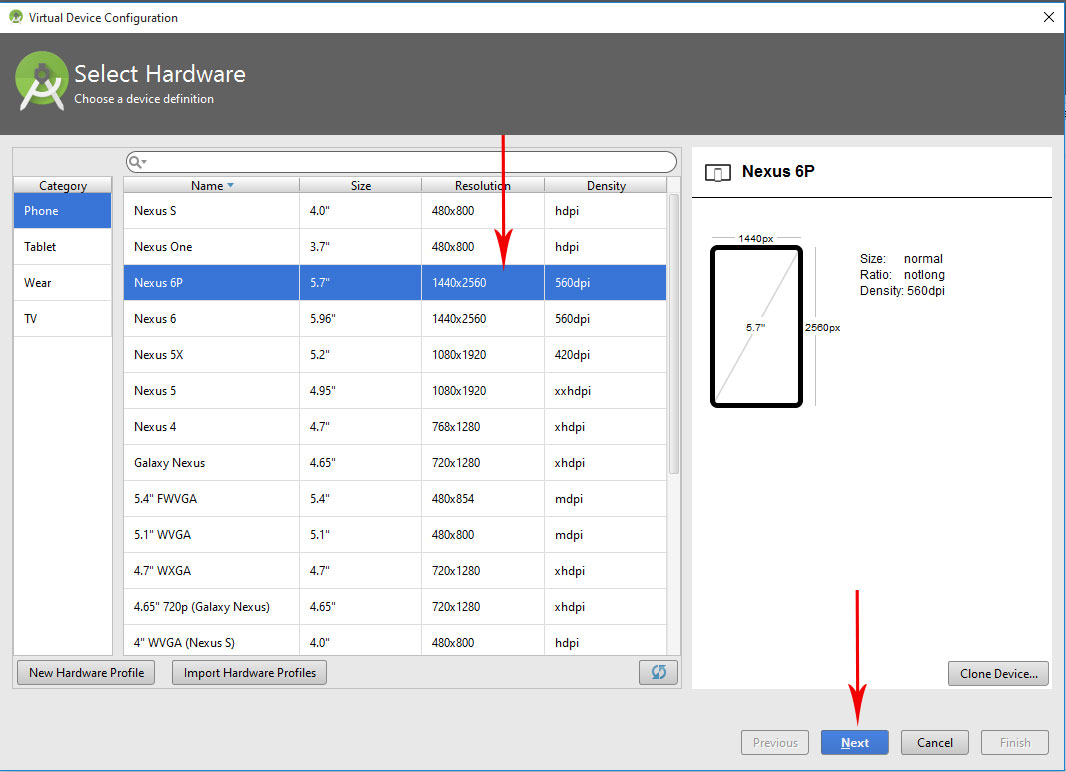 Virtual Device Configuration
Select Hardware
Choose a device definition
Category
Phone
Tablet
Wear
TV
Name Size Resolution Density
Nexus S 4.0" 480x800 hdpi
Nexus One 3.7" 480x800 hdpi
Nexus 6P 5.7" 1440x2560 560dpi
Nexus 6 5.96" 1440x2560 560dpi
Nexus 5X 5.2" 1080x1920 420dpi
Nexus 5 4.95" 1080x1920 xxhdpi
Nexus 4 4.7" 768x1280 xhdpi
Galaxy Nexus 4.65" 720x1280 xhdpi
5.4" FWVGA 5.4" 480x854 mdpi
5.1" WVGA 5.1" 480x800 mdpi
4.7" WXGA 4.7" 720x1280 xhdpi
4.65" 720p (Galaxy Nexus) 4.65" 720x1280 xhdpi
4" WVGA (Nexus S) 4.0" 480x800 hdpi
New Hardware Profile Import Hardware Profiles
Nexus 6P
1440px
5.7"
2560px
Size: normal
Ratio: notlong
Density: 560dpi
Clone Device...
Previous Next Cancel Finish